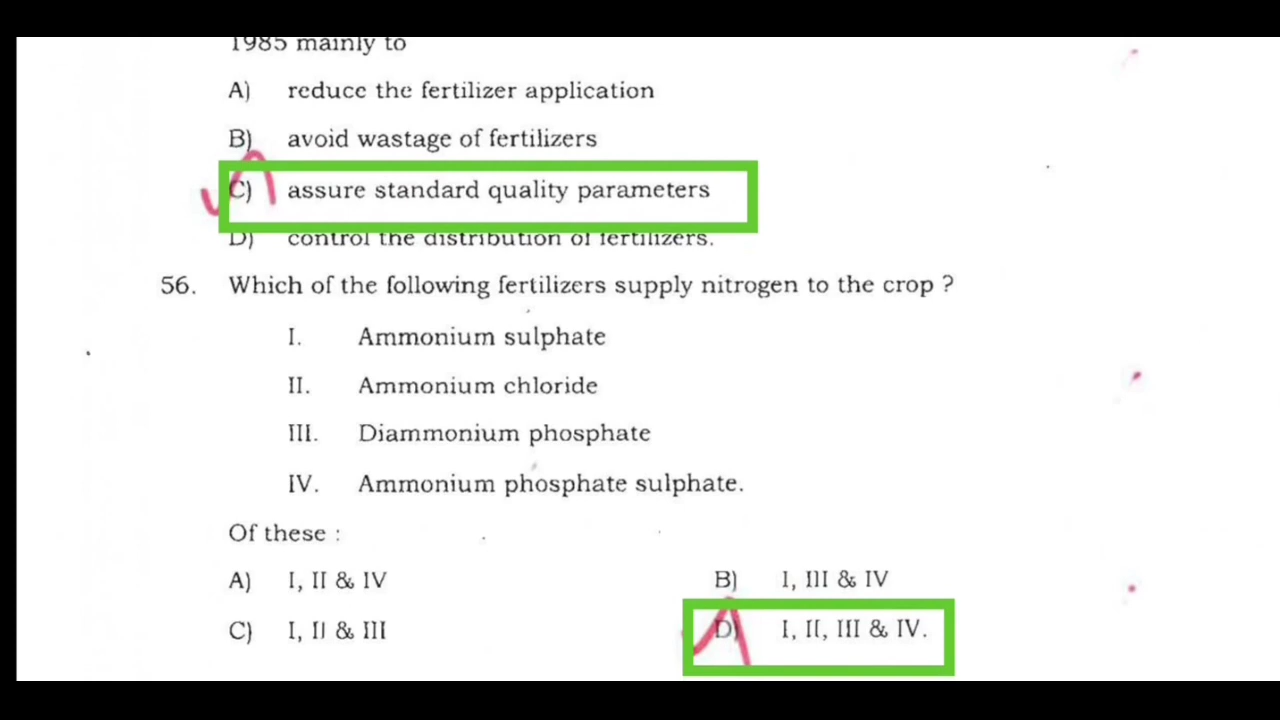 1985 mainly to
A) reduce the fertilizer application
B) avoid wastage of fertilizers
C) assure standard quality parameters
D) control the distribution of fertilizers.
56. Which of the following fertilizers supply nitrogen to the crop ?
I. Ammonium sulphate
II. Ammonium chloride
III. Diammonium phosphate
IV. Ammonium phosphate sulphate.
Of these :
A) I, II & IV B) I, III & IV
C) I, II & III D) I, II, III & IV.